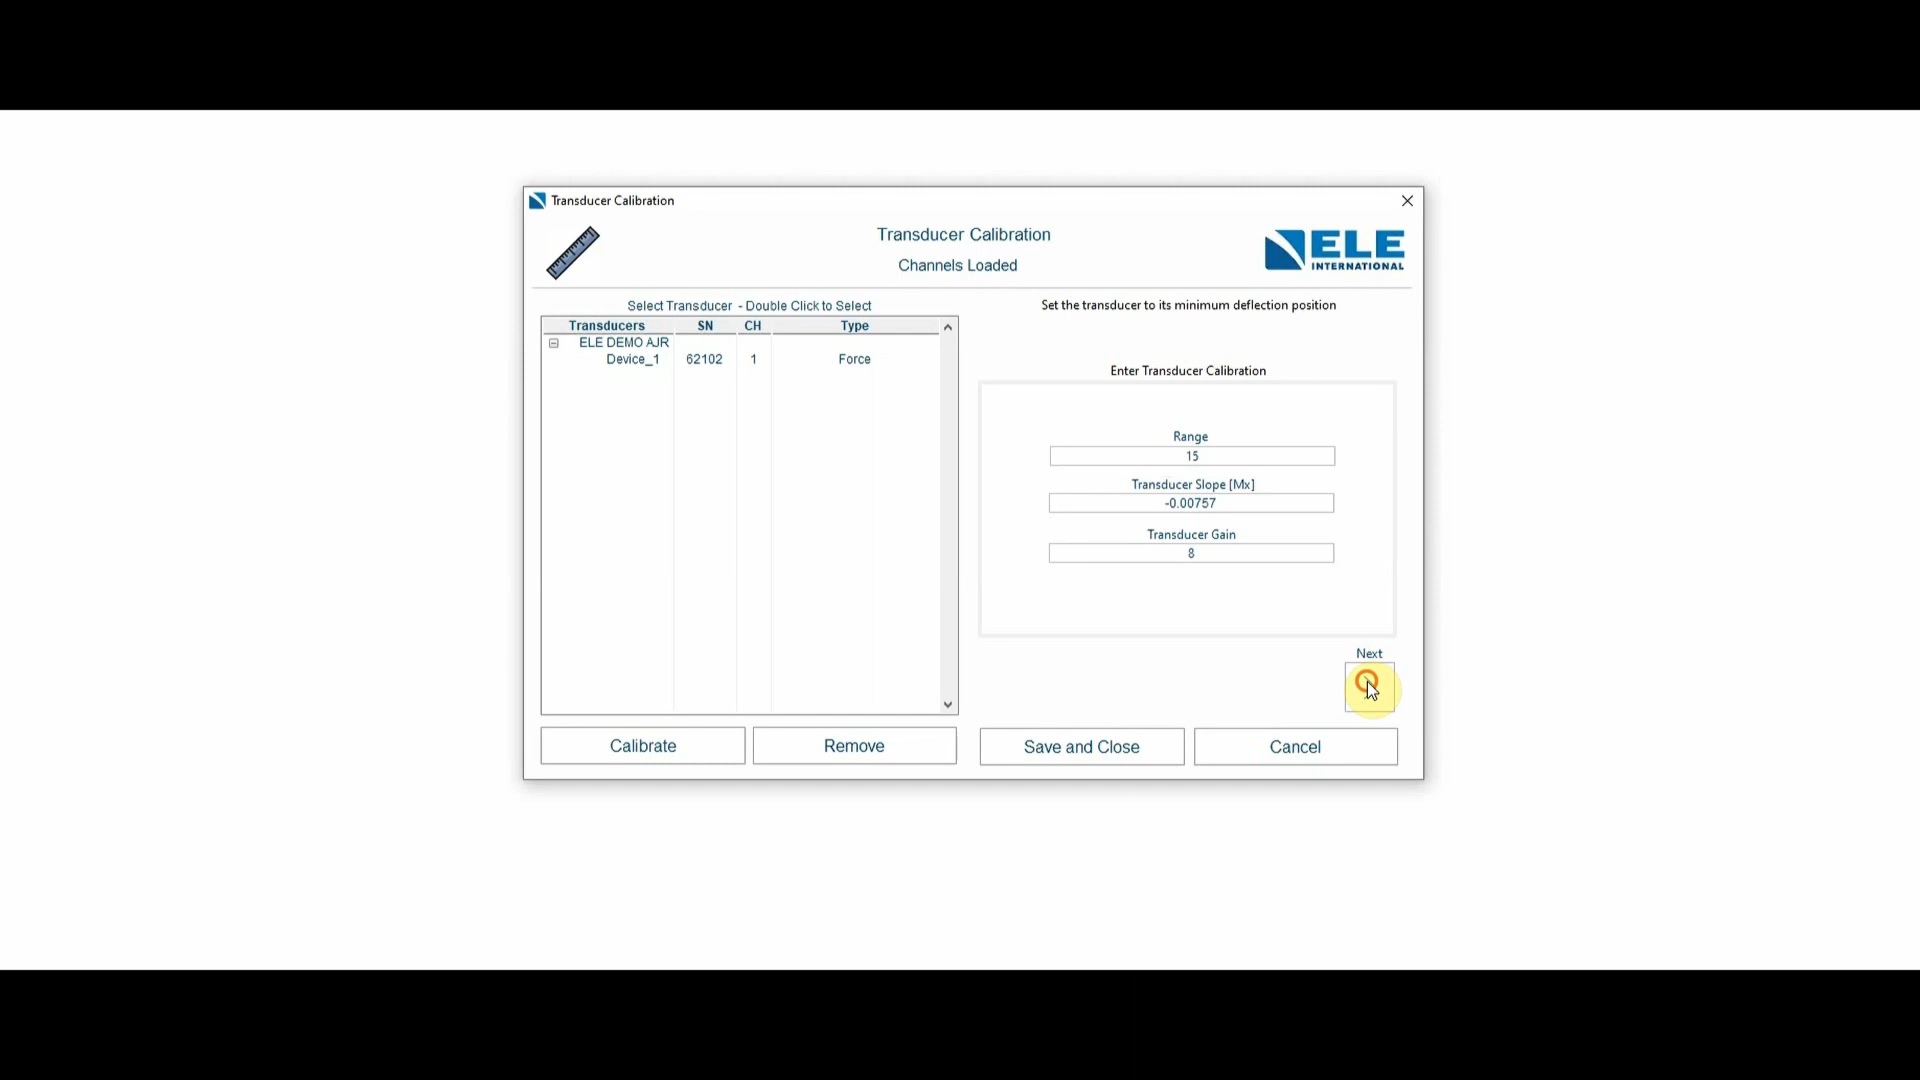 Transducer Calibration
Transducer Calibration
Channels Loaded
ELE
INTERNATIONAL
Select Transducer - Double Click to Select
Transducers SN CH Type
ELE DEMO AJR
Device_1 62102 1 Force
Set the transducer to its minimum deflection position
Enter Transducer Calibration
Range
15
Transducer Slope [Mx]
-0.00757
Transducer Gain
8
Next
Calibrate
Remove
Save and Close
Cancel